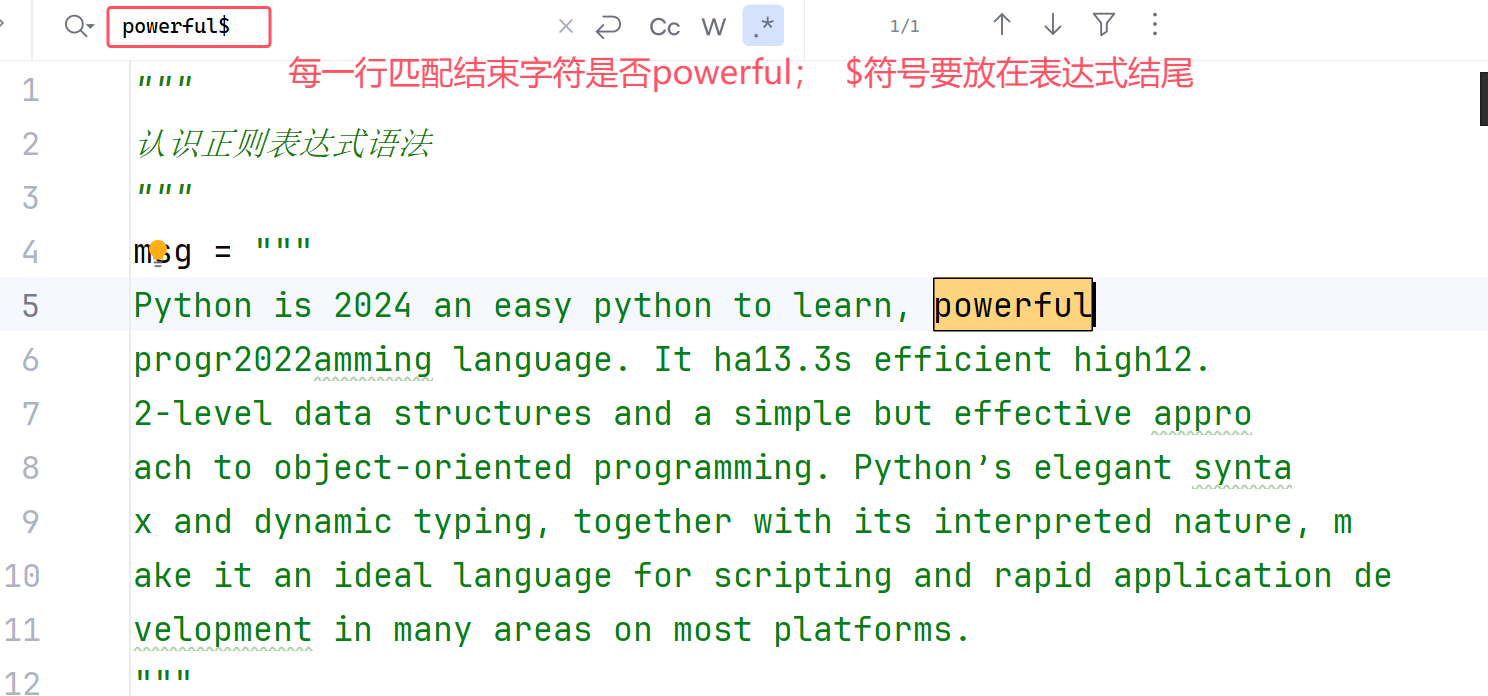 powerful$
Cc W .*
1/1
每一行匹配结束字符是否powerful； $符号要放在表达式结尾
1 """
2 认识正则表达式语法
3 """
4 msg = """
5 Python is 2024 an easy python to learn, powerful
6 progr2022amming language. It ha13.3s efficient high12.
7 2-level data structures and a simple but effective appro
8 ach to object-oriented programming. Python’s elegant synta
9 x and dynamic typing, together with its interpreted nature, m
10 ake it an ideal language for scripting and rapid application de
11 velopment in many areas on most platforms.
12 """